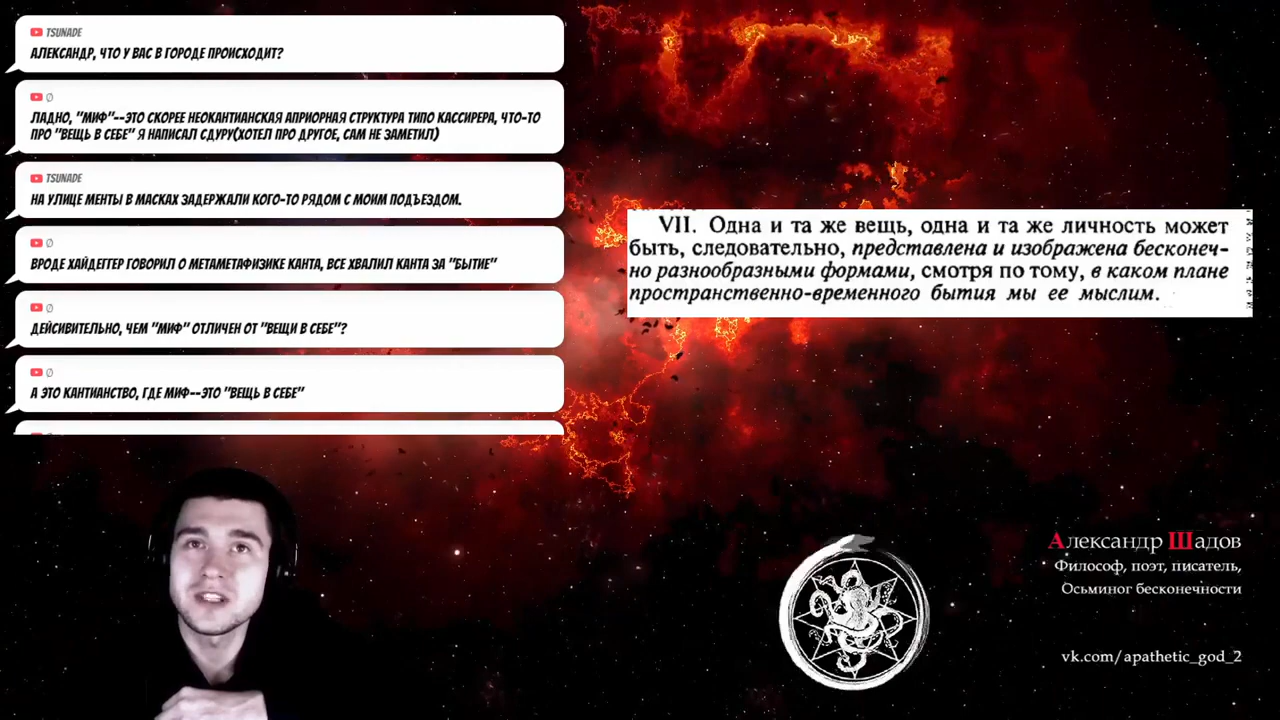 TSUNADE
АЛЕКСАНДР, ЧТО У ВАС В ГОРОДЕ ПРОИСХОДИТ?
Ø
ЛАДНО, "МИФ"--ЭТО СКОРЕЕ НЕОКАНТИАНСКАЯ АПРИОРНАЯ СТРУКТУРА ТИПО КАССИРЕРА, ЧТО-ТО
ПРО "ВЕЩЬ В СЕБЕ" Я НАПИСАЛ СДУРУ(ХОТЕЛ ПРО ДРУГОЕ, САМ НЕ ЗАМЕТИЛ)
TSUNADE
НА УЛИЦЕ МЕНТЫ В МАСКАХ ЗАДЕРЖАЛИ КОГО-ТО РЯДОМ С МОИМ ПОДЪЕЗДОМ.
Ø
ВРОДЕ ХАЙДЕГГЕР ГОВОРИЛ О МЕТАМЕТАФИЗИКЕ КАНТА, ВСЕ ХВАЛИЛ КАНТА ЗА "БЫТИЕ"
Ø
ДЕЙСИВИТЕЛЬНО, ЧЕМ "МИФ" ОТЛИЧЕН ОТ "ВЕЩИ В СЕБЕ"?
Ø
А ЭТО КАНТИАНСТВО, ГДЕ МИФ--ЭТО "ВЕЩЬ В СЕБЕ"
VII. Одна и та же вещь, одна и та же личность может
быть, следовательно, представлена и изображена бесконеч-
но разнообразными формами, смотря по тому, в каком плане
пространственно-временного бытия мы ее мыслим.
Александр Шадов
Философ, поэт, писатель,
Осьминог бесконечности
vk.com/apathetic_god_2